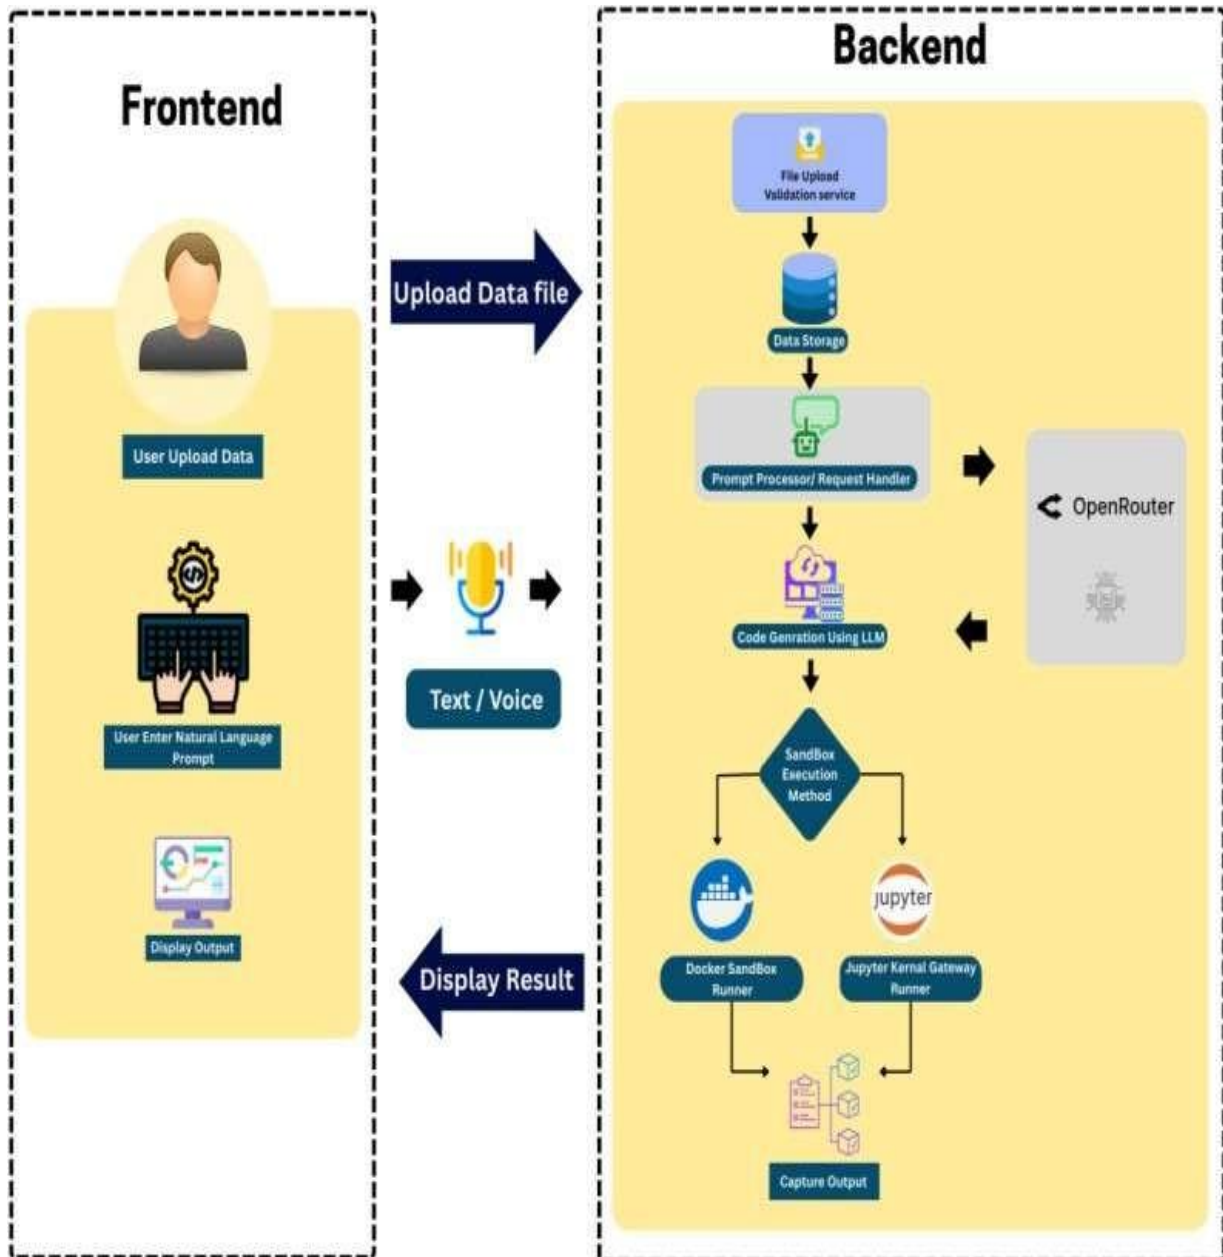 Frontend
User Upload Data
User Enter Natural Language
Prompt
Display Output
Upload Data file
Text / Voice
Display Result
Backend
File Upload
Validation service
Data Storage
Prompt Processor/ Request Handler
OpenRouter
Code Genration Using LLM
SandBox
Execution
Method
jupyter
Docker SandBox
Runner
Jupyter Kernal Gateway
Runner
Capture Output